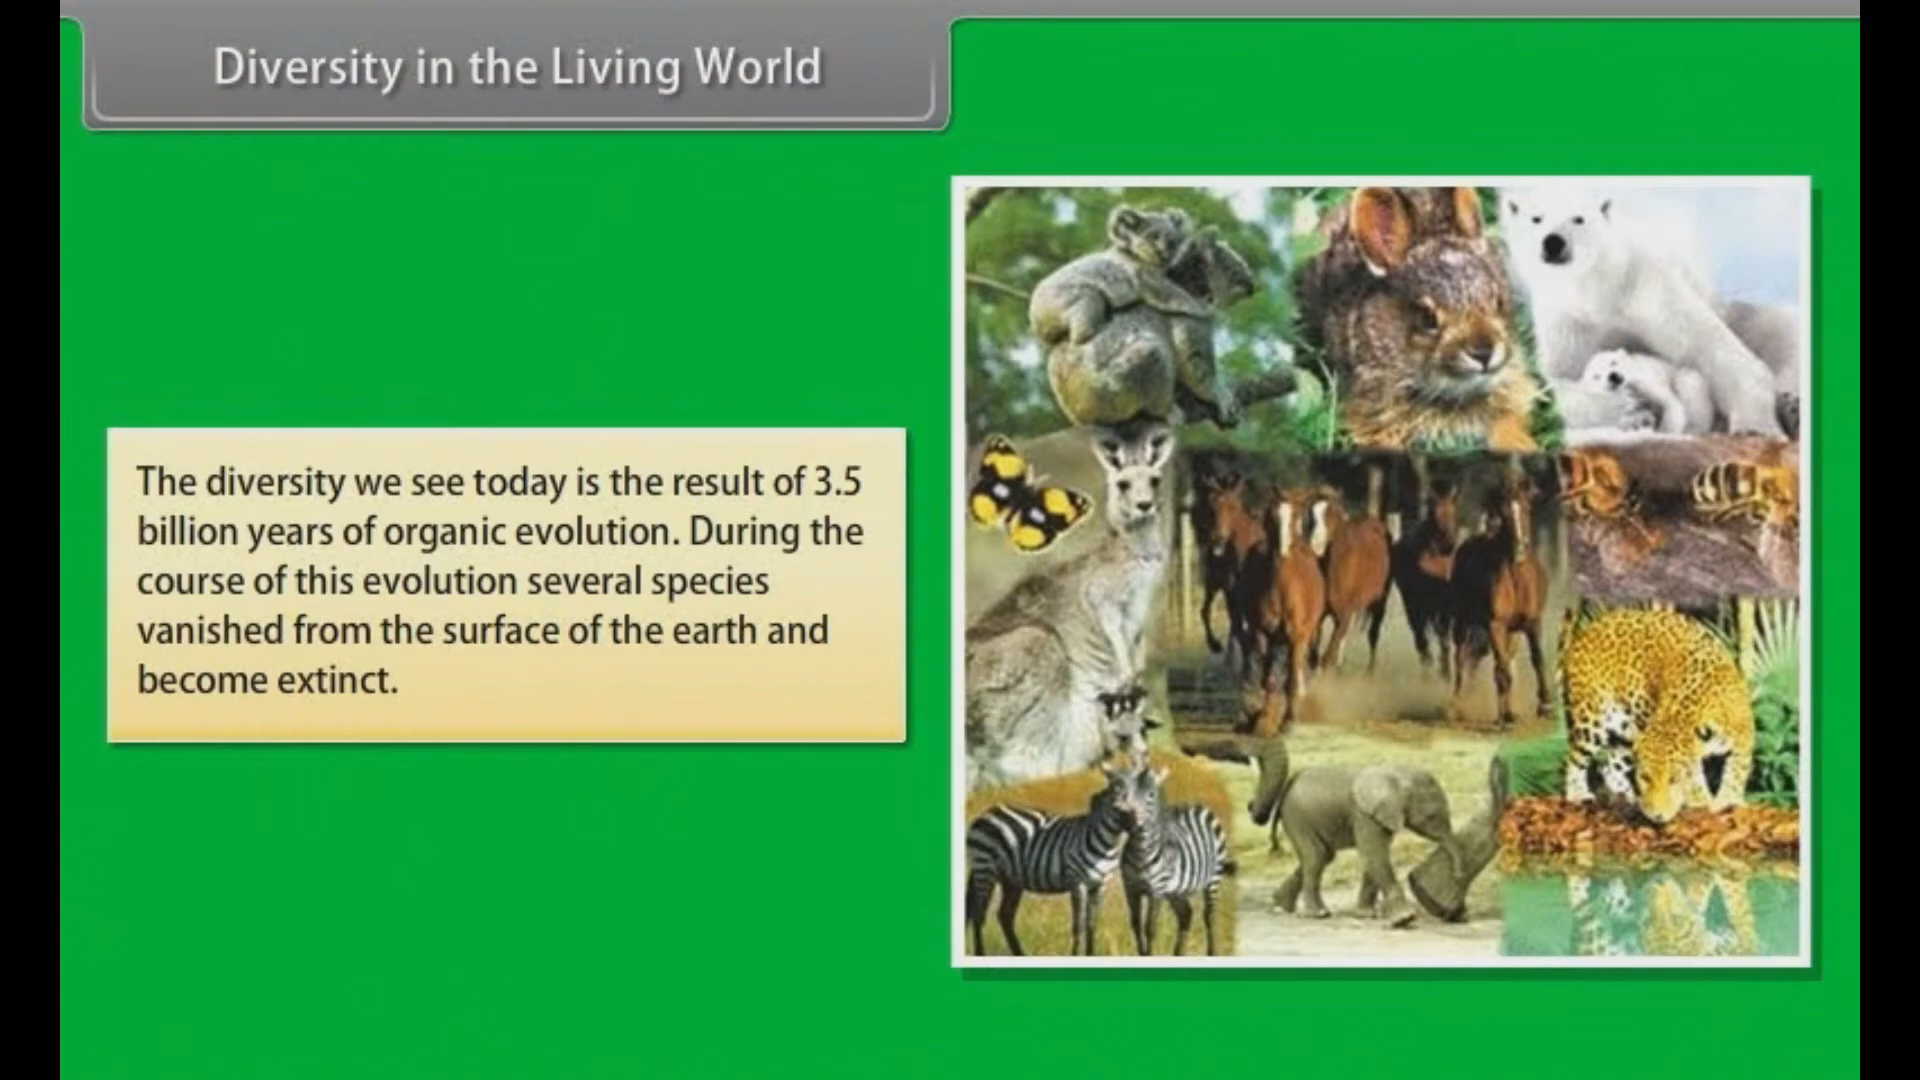 Diversity in the Living World
The diversity we see today is the result of 3.5
billion years of organic evolution. During the
course of this evolution several species
vanished from the surface of the earth and
become extinct.